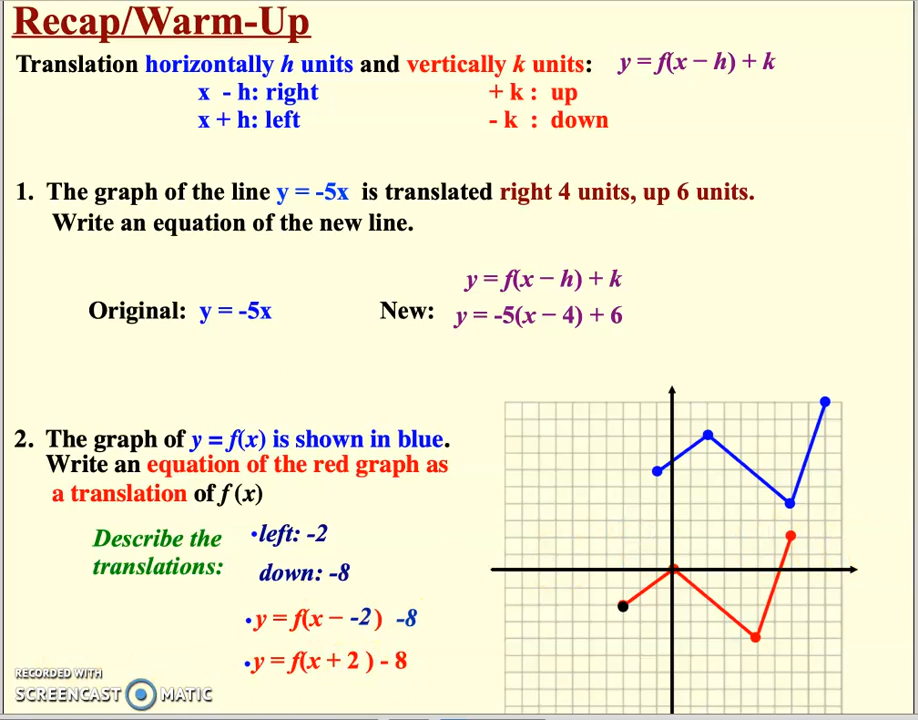 Recap/Warm-Up
Translation horizontally h units and vertically k units: y = f(x − h) + k
x - h: right + k : up
x + h: left - k : down
1. The graph of the line y = -5x is translated right 4 units, up 6 units.
Write an equation of the new line.
y = f(x − h) + k
Original: y = -5x New: y = -5(x − 4) + 6
2. The graph of y = f(x) is shown in blue.
Write an equation of the red graph as
a translation of f (x)
Describe the •left: -2
translations: down: -8
•y = f(x − -2) -8
•y = f(x + 2 ) - 8
RECORDED WITH
SCREENCAST MATIC